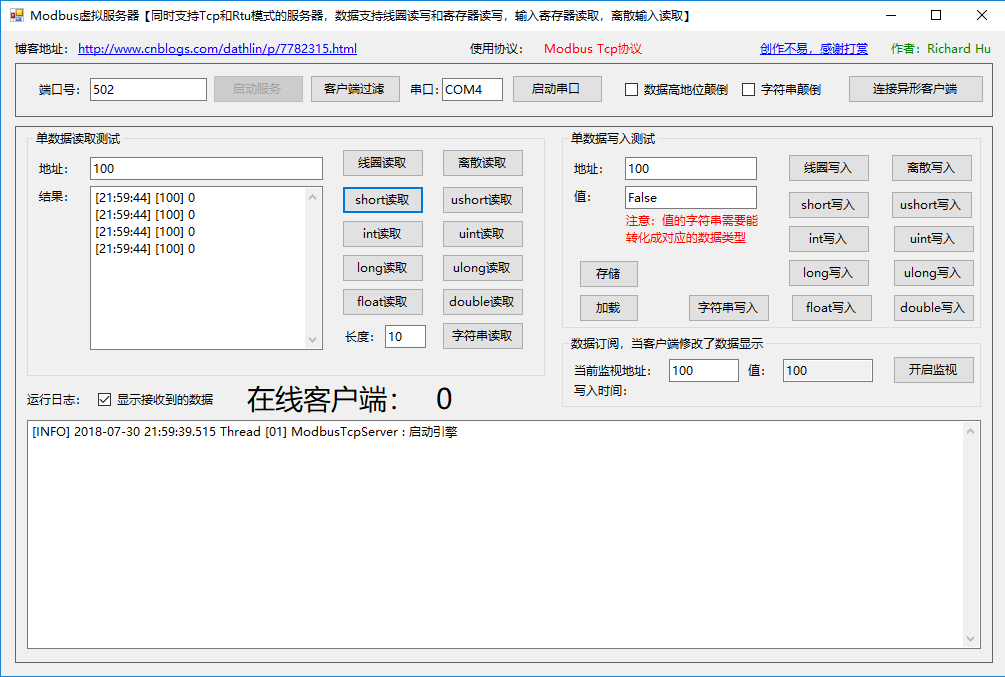 Modbus虚拟服务器【同时支持Tcp和Rtu模式的服务器，数据支持线圈读写和寄存器读写，输入寄存器读取，离散输入读取】
博客地址： http://www.cnblogs.com/dathlin/p/7782315.html 使用协议： Modbus Tcp协议 创作不易，感谢打赏 作者：Richard Hu
端口号： 502 启动服务 客户端过滤 串口: COM4 启动串口 数据高地位颠倒 字符串颠倒 连接异形客户端
单数据读取测试
地址： 100 线圈读取 离散读取
结果： [21:59:44] [100] 0
[21:59:44] [100] 0
[21:59:44] [100] 0
[21:59:44] [100] 0
short读取 ushort读取
int读取 uint读取
long读取 ulong读取
float读取 double读取
长度： 10 字符串读取
单数据写入测试
地址： 100 线圈写入 离散写入
值： False short写入 ushort写入
注意：值的字符串需要能
转化成对应的数据类型
int写入 uint写入
存储 long写入 ulong写入
加载 字符串写入 float写入 double写入
数据订阅，当客户端修改了数据显示
当前监视地址： 100 值： 100 开启监视
写入时间：
运行日志： 显示接收到的数据 在线客户端： 0
[INFO] 2018-07-30 21:59:39.515 Thread [01] ModbusTcpServer : 启动引擎